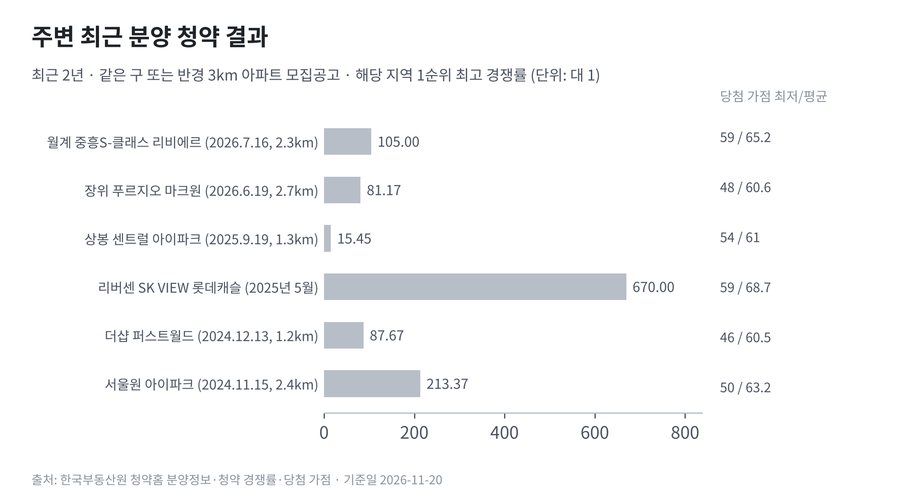 주변 최근 분양 청약 결과
최근 2년 · 같은 구 또는 반경 3km 아파트 모집공고 · 해당 지역 1순위 최고 경쟁률 (단위: 대 1)
당첨 가점 최저/평균
월계 중흥S-클래스 리비에르 (2026.7.16, 2.3km) 105.00 59 / 65.2
장위 푸르지오 마크원 (2026.6.19, 2.7km) 81.17 48 / 60.6
상봉 센트럴 아이파크 (2025.9.19, 1.3km) 15.45 54 / 61
리버센 SK VIEW 롯데캐슬 (2025년 5월) 670.00 59 / 68.7
더샵 퍼스트월드 (2024.12.13, 1.2km) 87.67 46 / 60.5
서울원 아이파크 (2024.11.15, 2.4km) 213.37 50 / 63.2
0 200 400 600 800
출처: 한국부동산원 청약홈 분양정보·청약 경쟁률·당첨 가점 · 기준일 2026-11-20